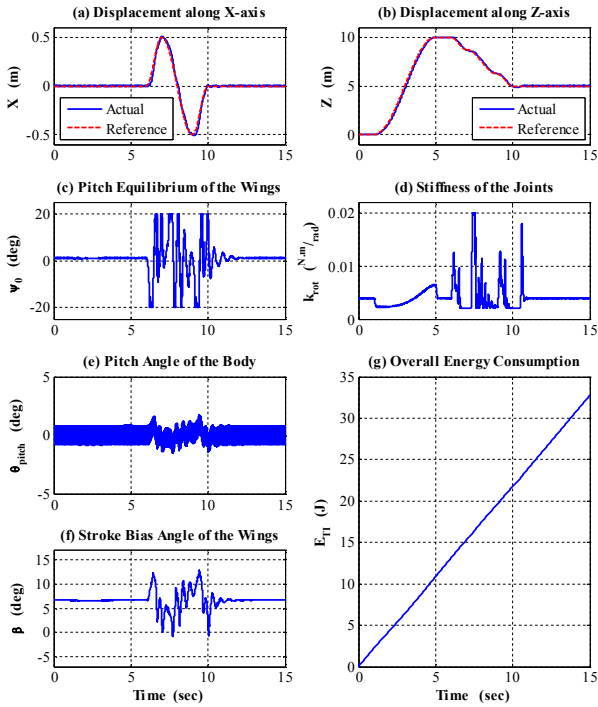 (a) Displacement along X-axis
0.5
0
-0.5
X (m)
Actual
Reference
0 5 10 15
(b) Displacement along Z-axis
10
5
0
Z (m)
Actual
Reference
0 5 10 15
(c) Pitch Equilibrium of the Wings
20
0
-20
ψ0 (deg)
0 5 10 15
(d) Stiffness of the Joints
0.02
0.01
0
krot (N.m/rad)
0 5 10 15
(e) Pitch Angle of the Body
5
0
-5
θpitch (deg)
0 5 10 15
(f) Stroke Bias Angle of the Wings
15
10
5
0
-5
β (deg)
0 5 10 15
Time (sec)
(g) Overall Energy Consumption
35
30
25
20
15
10
5
0
ETI (J)
0 5 10 15
Time (sec)